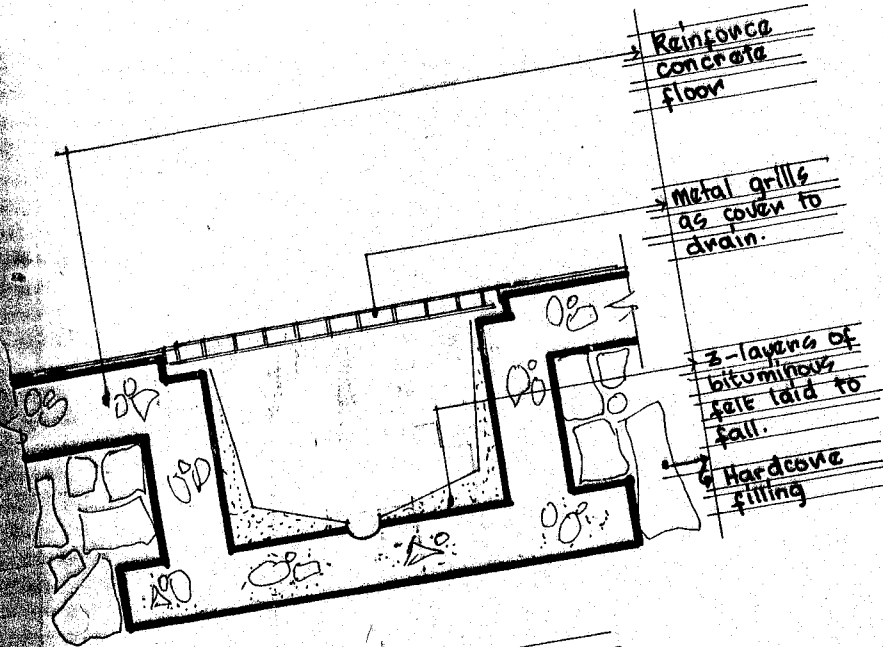 Reinforce
concrete
floor
metal grills
as cover to
drain.
3-layers of
bituminous
felt laid to
fall.
Hardcore
filling